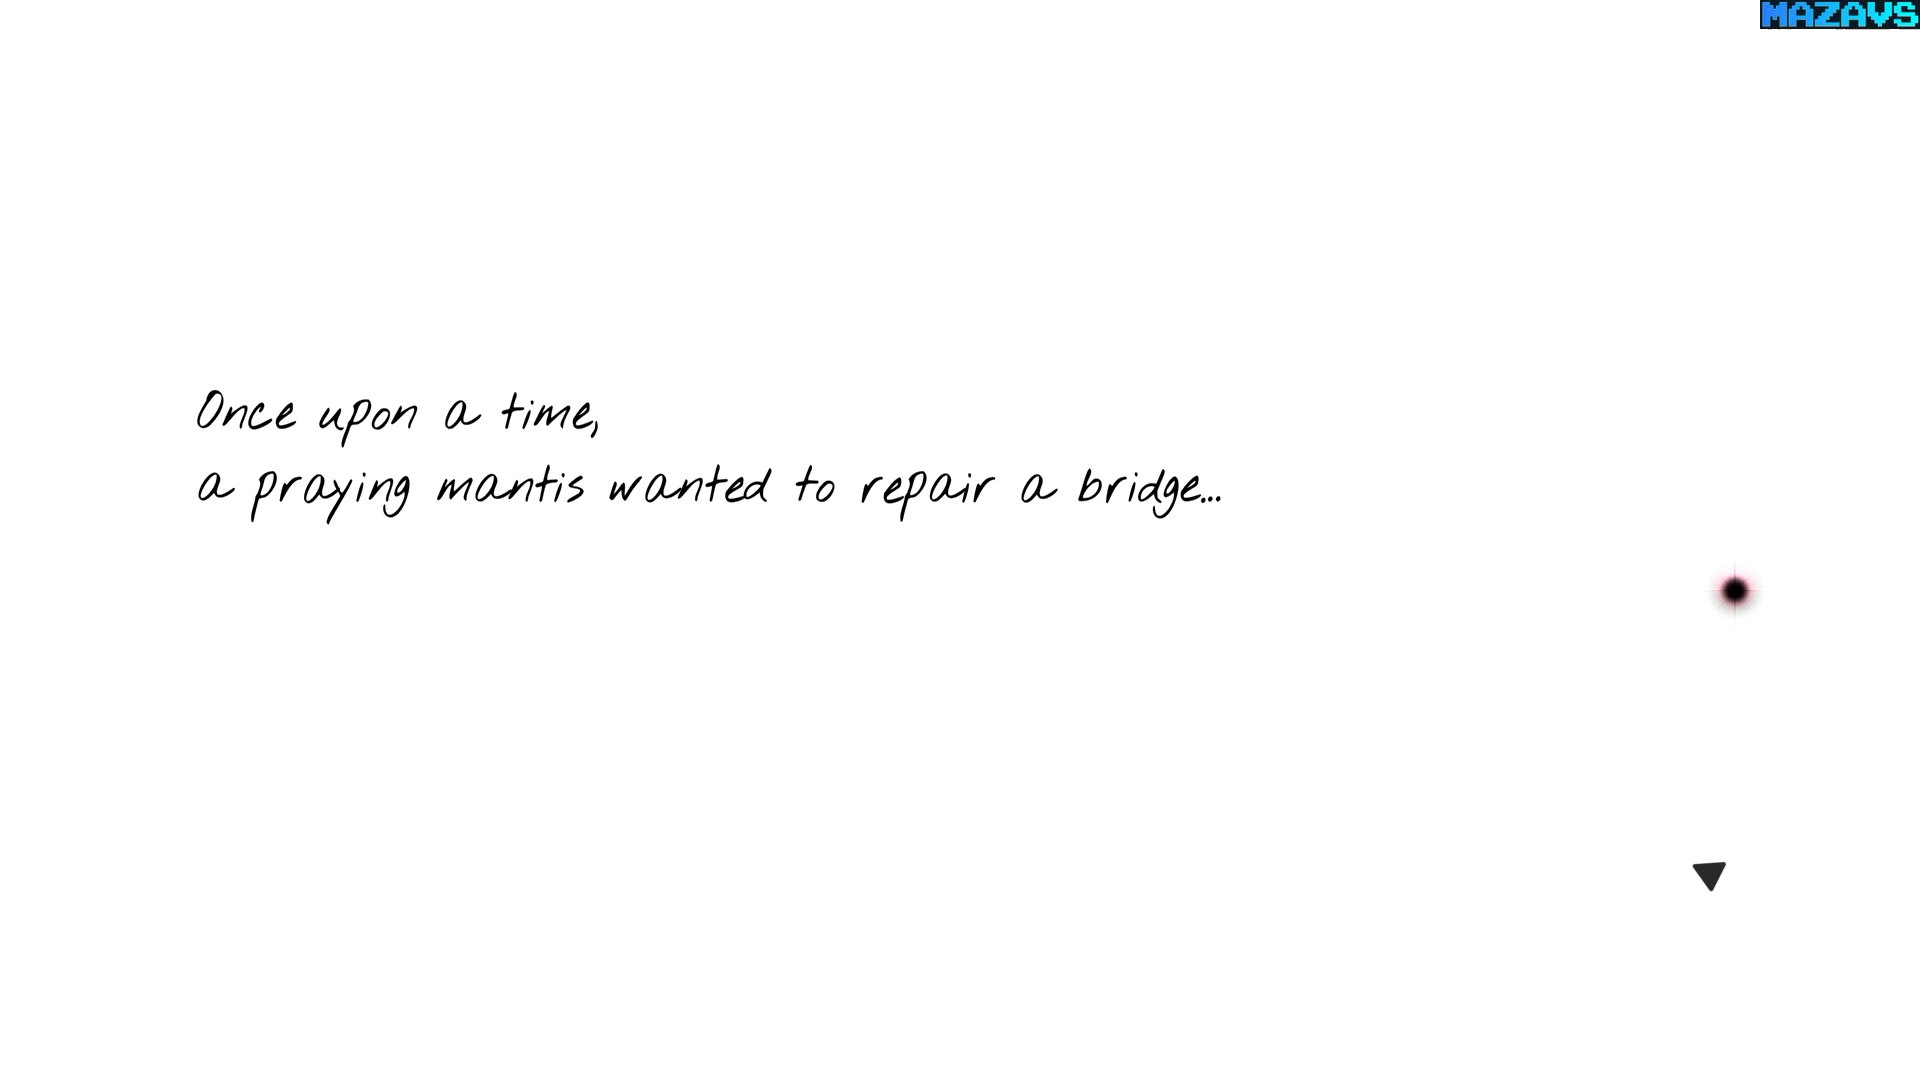 MAZAVS
Once upon a time,
a praying mantis wanted to repair a bridge...